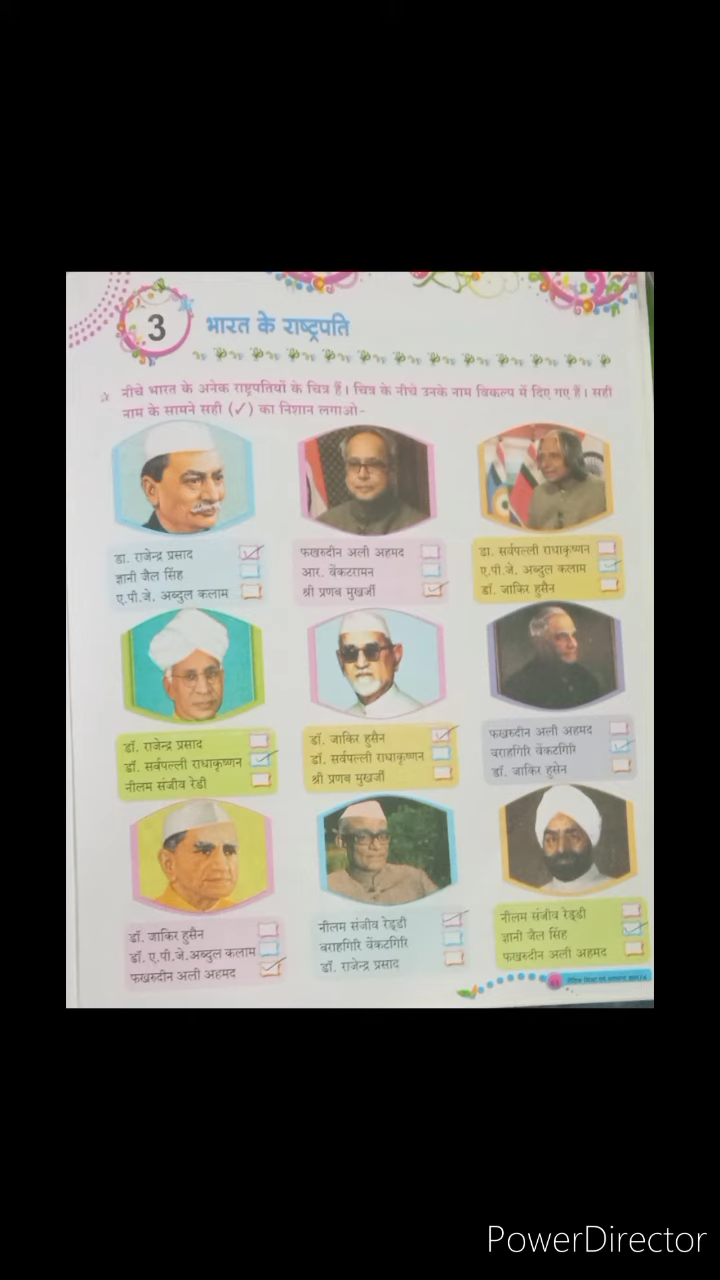 3
भारत के राष्ट्रपति
नीचे भारत के अनेक राष्ट्रपतियों के चित्र हैं। चित्र के नीचे उनके नाम विकल्प में दिए गए हैं। सही
नाम के सामने सही (✓) का निशान लगाओ-
डा. राजेन्द्र प्रसाद
ज्ञानी जैल सिंह
ए.पी.जे. अब्दुल कलाम
फखरुदीन अली अहमद
आर. वेंकटरामन
श्री प्रणब मुखर्जी
डा. सर्वपल्ली राधाकृष्णन
ए.पी.जे. अब्दुल कलाम
डॉ. जाकिर हुसैन
डॉ. राजेन्द्र प्रसाद
डॉ. सर्वपल्ली राधाकृष्णन
नीलम संजीव रेडी
डॉ. जाकिर हुसैन
डॉ. सर्वपल्ली राधाकृष्णन
श्री प्रणब मुखर्जी
फखरुदीन अली अहमद
वराहगिरि वेंकटगिरि
डॉ. जाकिर हुसेन
डॉ. जाकिर हुसैन
डॉ. ए.पी.जे.अब्दुल कलाम
फखरुदीन अली अहमद
नीलम संजीव रेड्डी
वराहगिरि वेंकटगिरि
डॉ. राजेन्द्र प्रसाद
नीलम संजीव रेड्डी
ज्ञानी जैल सिंह
फखरुदीन अली अहमद
PowerDirector